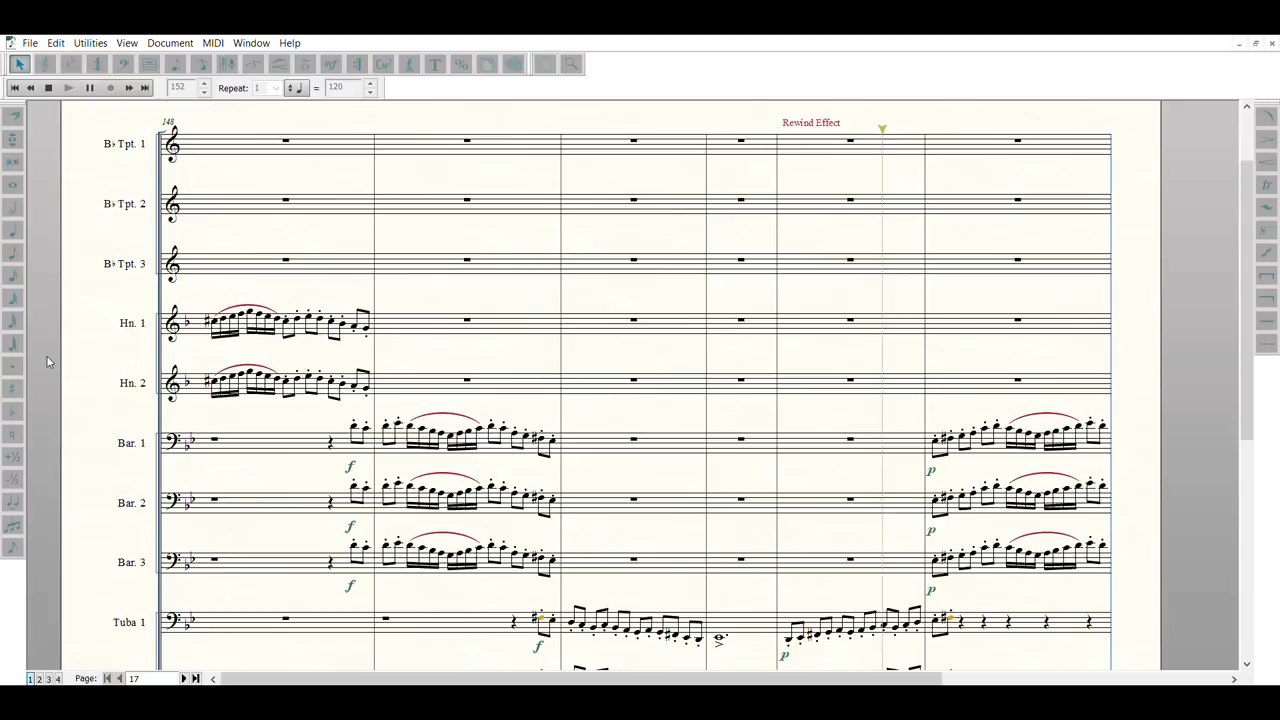 File Edit Utilities View Document MIDI Window Help
152 Repeat: 1 = 120
148 Rewind Effect
B♭ Tpt. 1
B♭ Tpt. 2
B♭ Tpt. 3
Hn. 1
Hn. 2
Bar. 1
f p
Bar. 2
f p
Bar. 3
f p
Tuba 1
f p
1 2 3 4 Page: 17